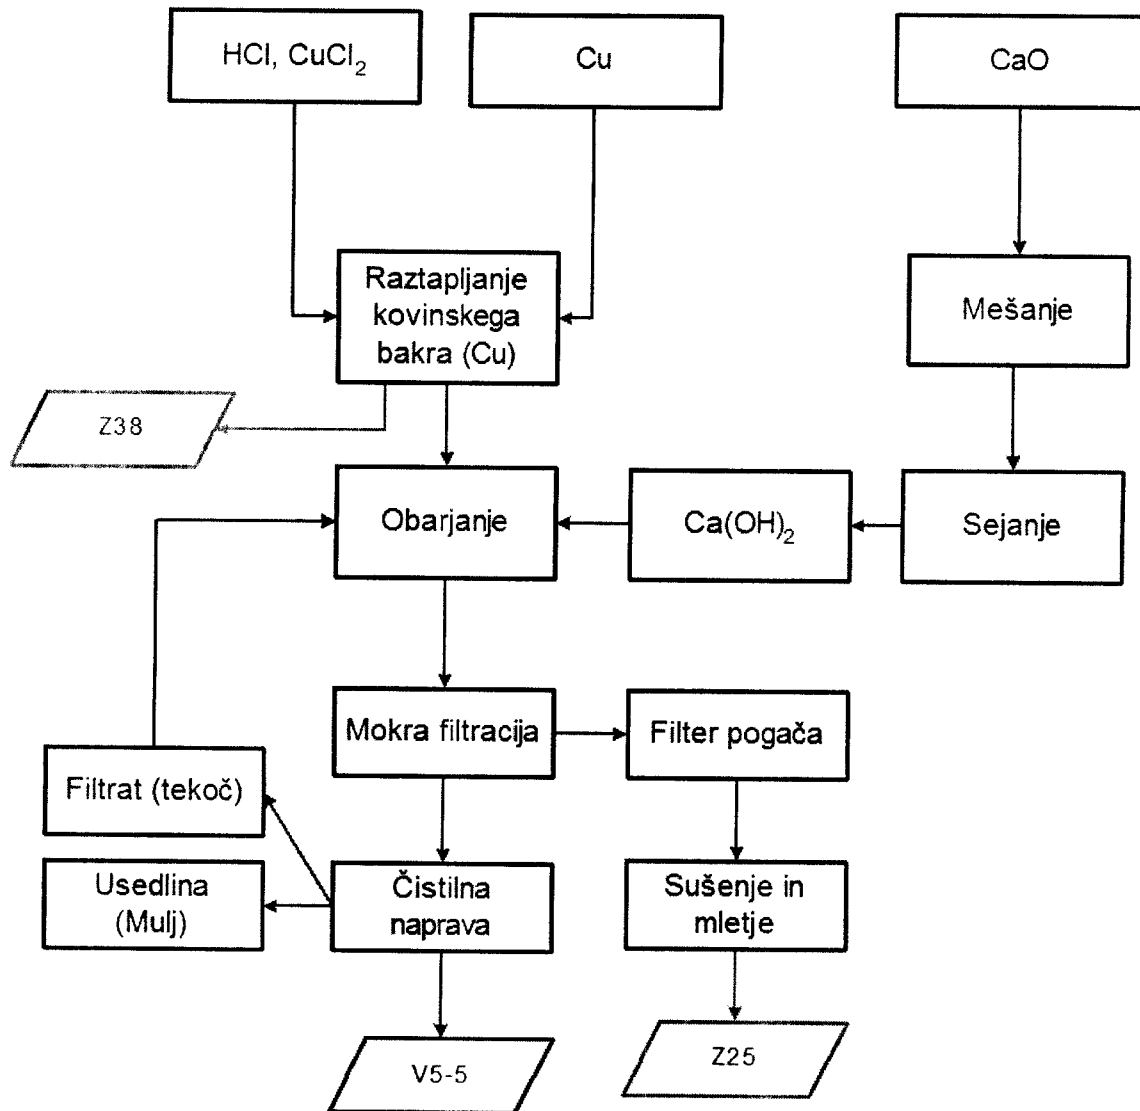 HCl, CuCl₂
Cu
CaO
Raztapljanje
kovinskega
bakra (Cu)
Mešanje
Z38
Obarjanje
Ca(OH)₂
Sejanje
Mokra filtracija
Filter pogača
Filtrat (tekoč)
Usedlina
(Mulj)
Čistilna
naprava
Sušenje in
mletje
V5-5
Z25